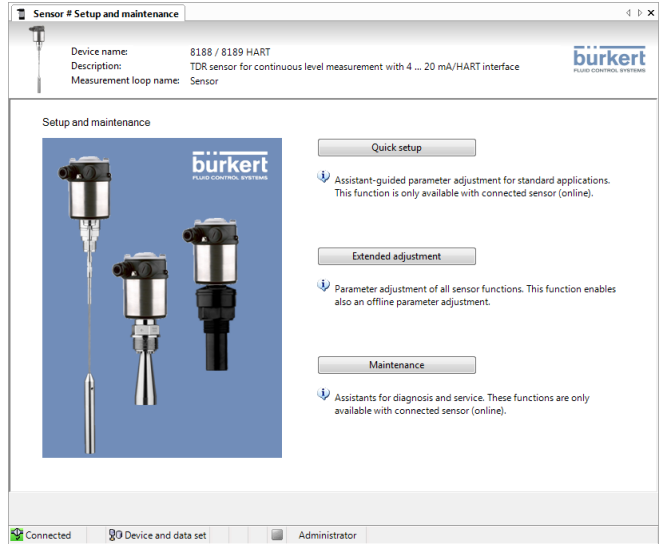 Sensor # Setup and maintenance
Device name: 8188 / 8189 HART
Description: TDR sensor for continuous level measurement with 4 ... 20 mA/HART interface
Measurement loop name: Sensor
bürkert
FLUID CONTROL SYSTEMS
Setup and maintenance
bürkert
FLUID CONTROL SYSTEMS
Quick setup
Assistant-guided parameter adjustment for standard applications.
This function is only available with connected sensor (online).
Extended adjustment
Parameter adjustment of all sensor functions. This function enables
also an offline parameter adjustment.
Maintenance
Assistants for diagnosis and service. These functions are only
available with connected sensor (online).
Connected Device and data set Administrator